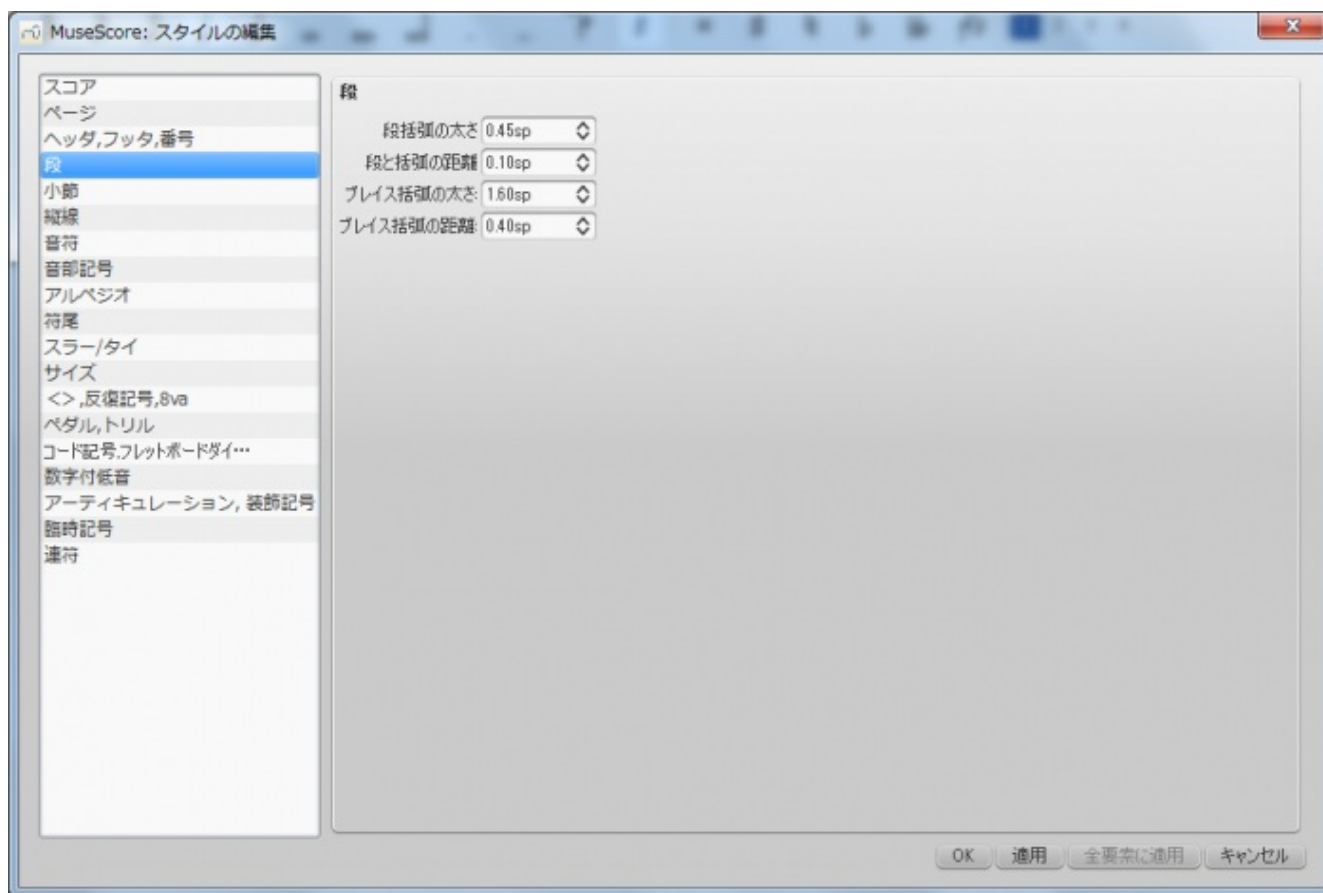 MuseScore: スタイルの編集
スコア
ページ
ヘッダ,フッタ,番号
段
小節
縦線
音符
音部記号
アルペジオ
符尾
スラー/タイ
サイズ
<> ,反復記号,8va
ペダル,トリル
コード記号,フレットボードダイ…
数字付低音
アーティキュレーション, 装飾記号
臨時記号
連符
段
段括弧の太さ 0.45sp
段と括弧の距離 0.10sp
ブレイス括弧の太さ: 1.60sp
ブレイス括弧の距離: 0.40sp
OK 適用 全要素に適用 キャンセル